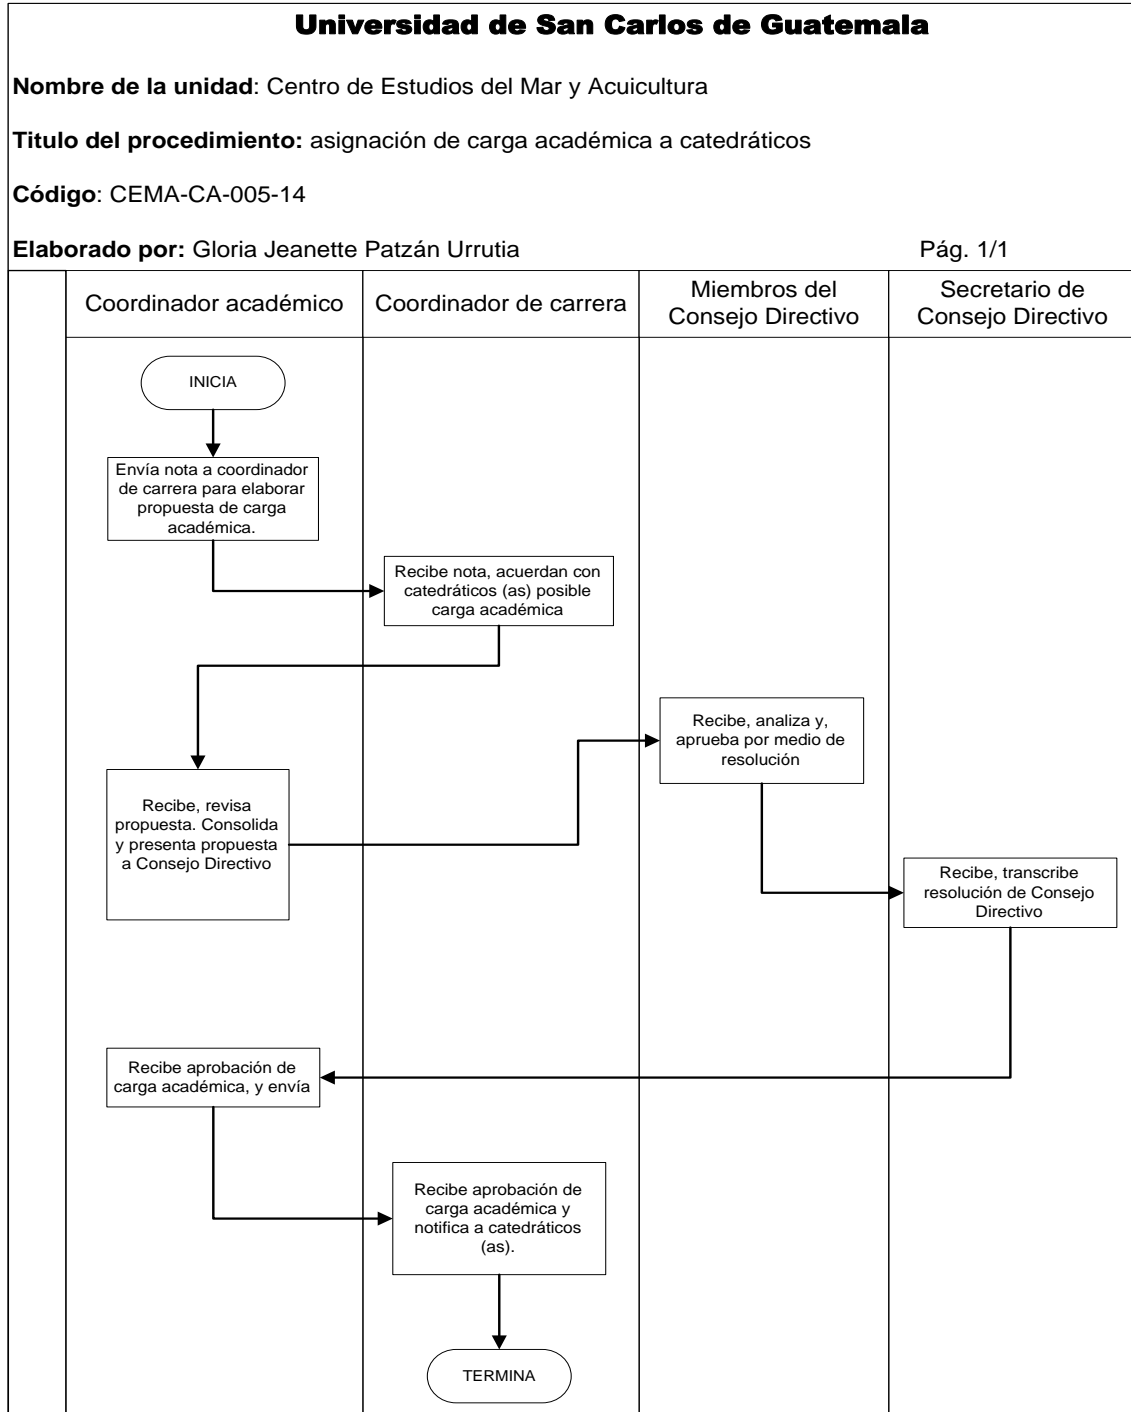 Universidad de San Carlos de Guatemala
Nombre de la unidad: Centro de Estudios del Mar y Acuicultura
Titulo del procedimiento: asignación de carga académica a catedráticos
Código: CEMA-CA-005-14
Elaborado por: Gloria Jeanette Patzán Urrutia Pág. 1/1
Coordinador académico
Coordinador de carrera
Miembros del
Consejo Directivo
Secretario de
Consejo Directivo
INICIA
Envía nota a coordinador
de carrera para elaborar
propuesta de carga
académica.
Recibe nota, acuerdan con
catedráticos (as) posible
carga académica
Recibe, revisa
propuesta. Consolida
y presenta propuesta
a Consejo Directivo
Recibe, analiza y,
aprueba por medio de
resolución
Recibe, transcribe
resolución de Consejo
Directivo
Recibe aprobación de
carga académica, y envía
Recibe aprobación de
carga académica y
notifica a catedráticos
(as).
TERMINA